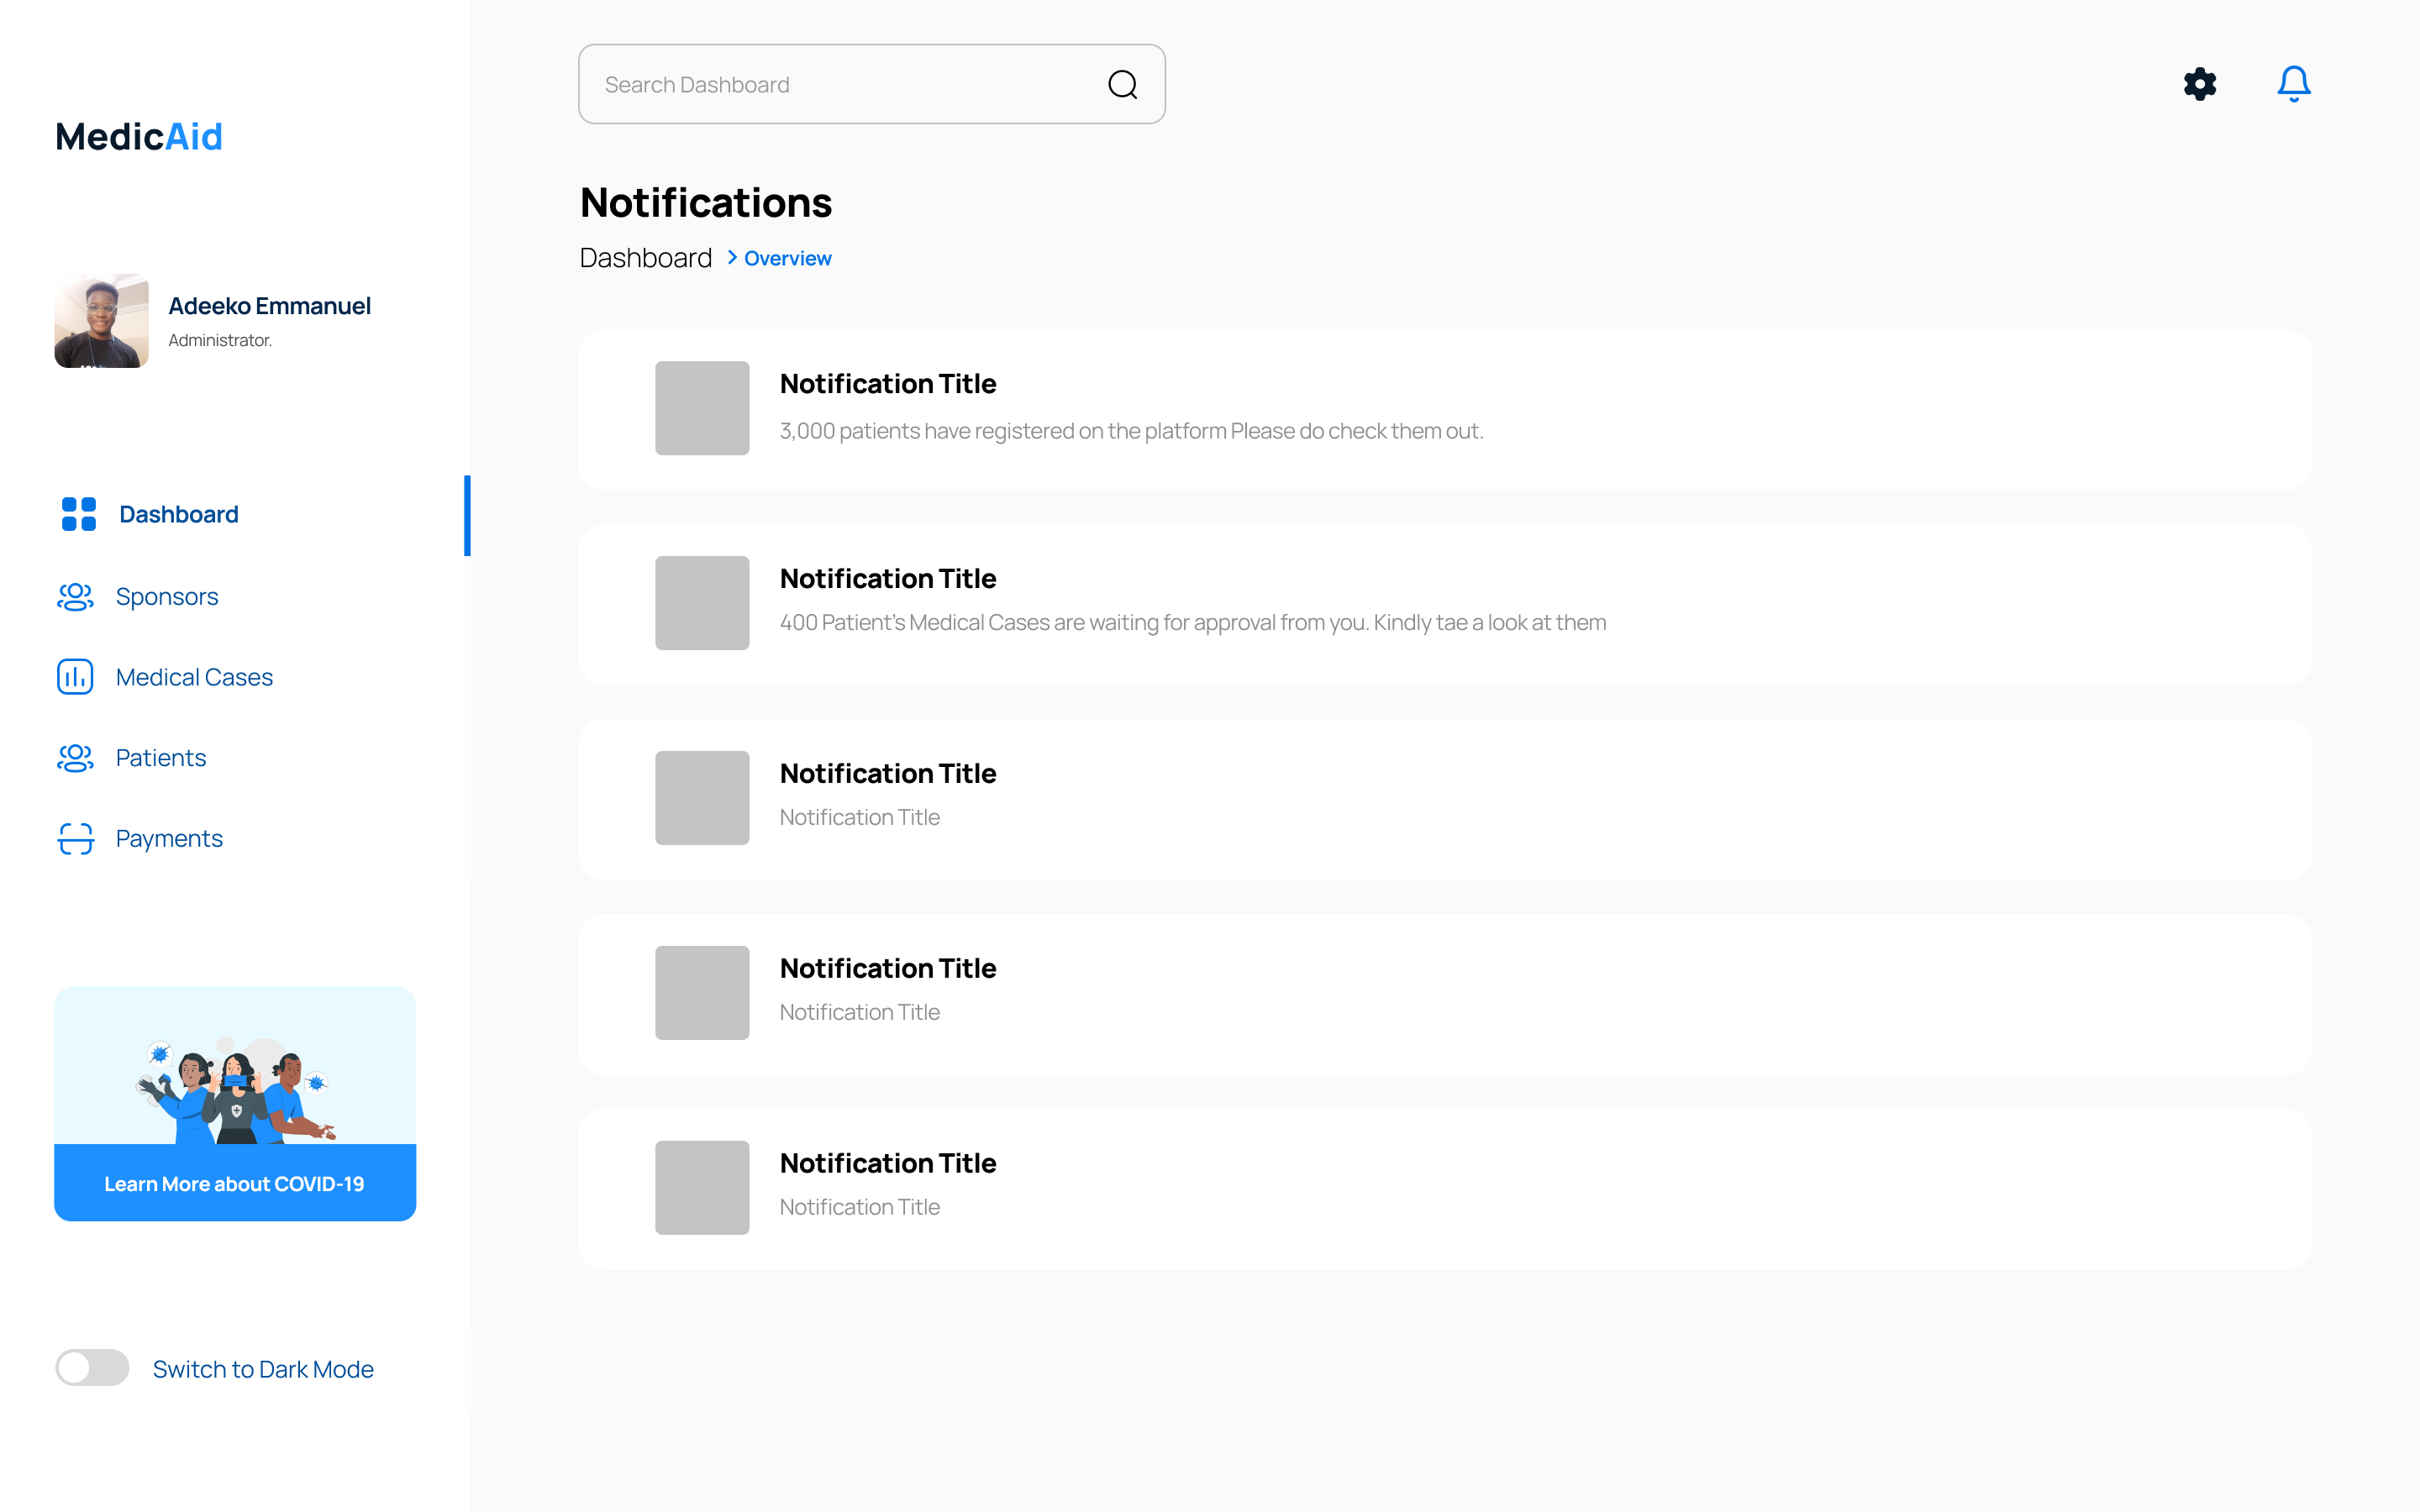 MedicAid
Adeeko Emmanuel
Administrator.
Dashboard
Sponsors
Medical Cases
Patients
Payments
Learn More about COVID-19
Switch to Dark Mode
Search Dashboard
Notifications
Dashboard > Overview
Notification Title
3,000 patients have registered on the platform Please do check them out.
Notification Title
400 Patient's Medical Cases are waiting for approval from you. Kindly tae a look at them
Notification Title
Notification Title
Notification Title
Notification Title
Notification Title
Notification Title